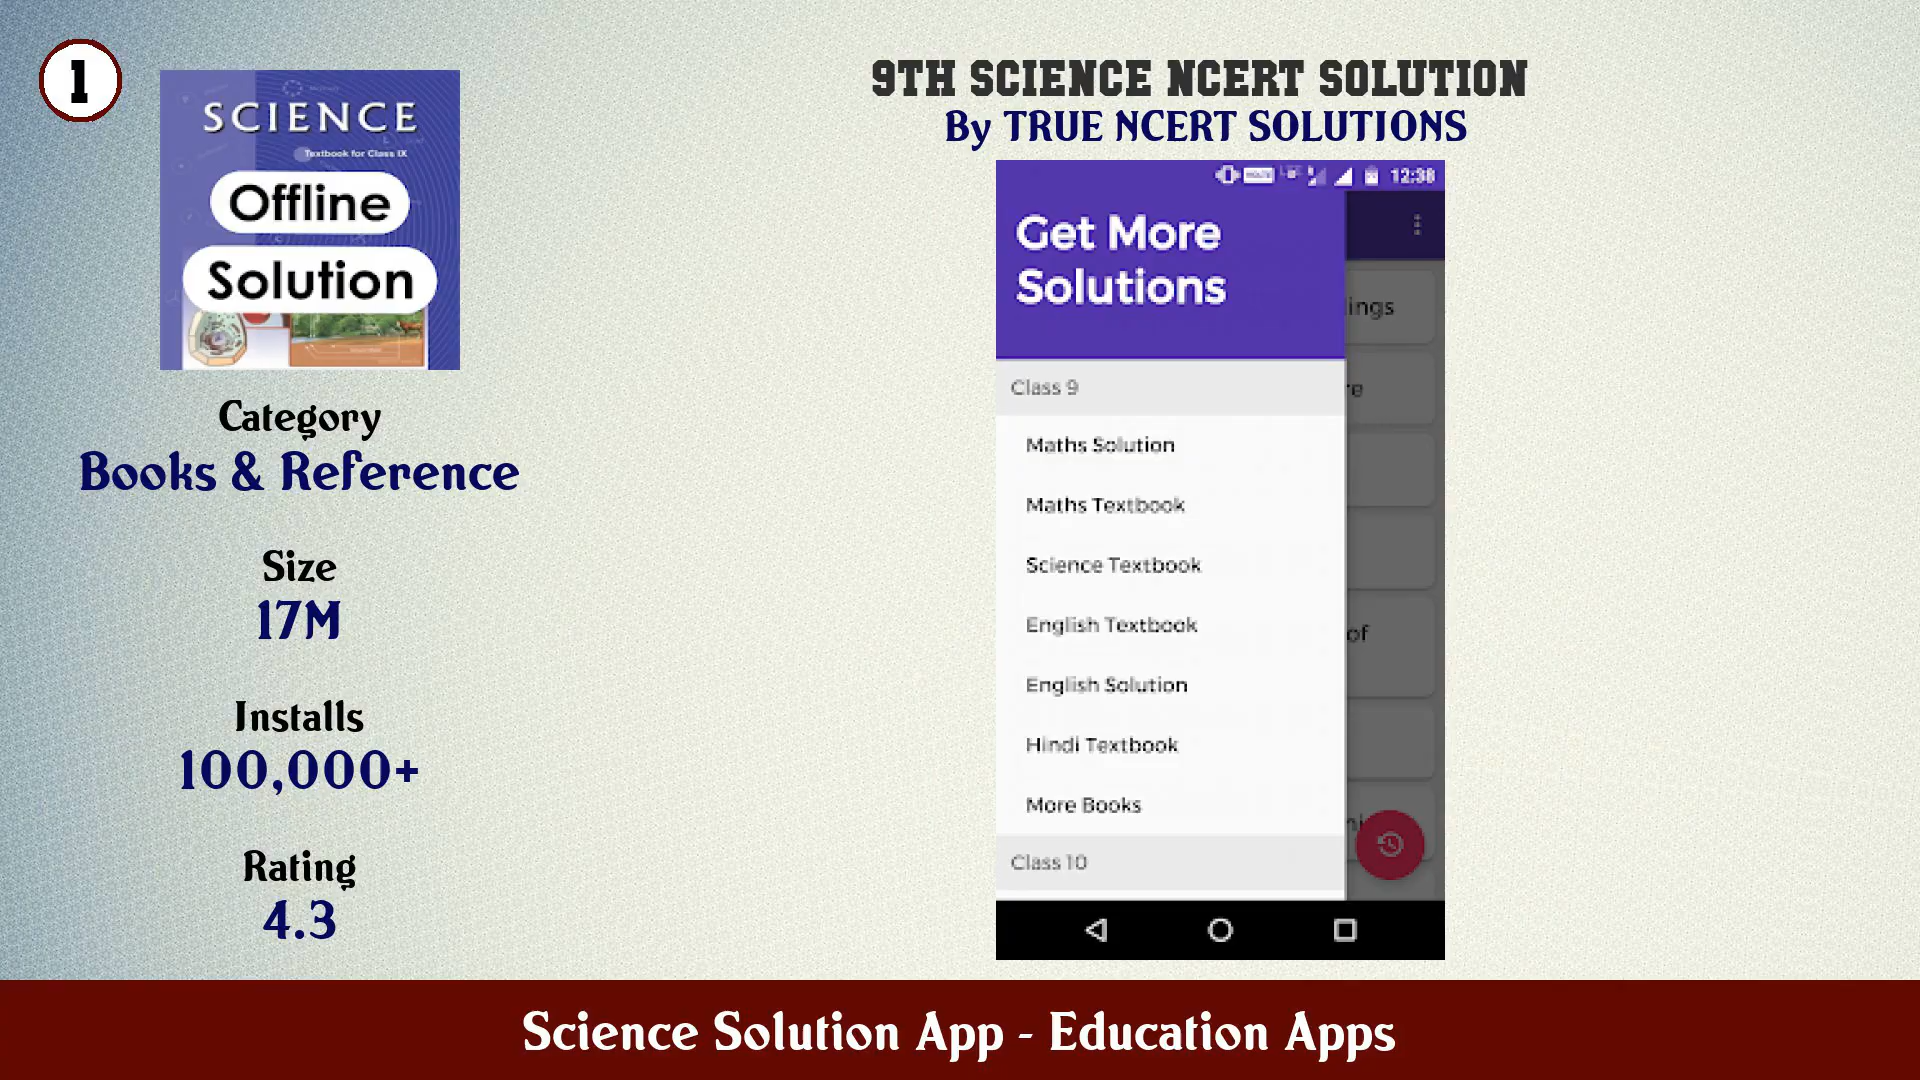 1
SCIENCE
Textbook for Class IX
Offline
Solution
Category
Books & Reference
Size
17M
Installs
100,000+
Rating
4.3
9TH SCIENCE NCERT SOLUTION
By TRUE NCERT SOLUTIONS
12:38
Get More
Solutions
Class 9
Maths Solution
Maths Textbook
Science Textbook
English Textbook
English Solution
Hindi Textbook
More Books
Class 10
ings
re
of
Science Solution App - Education Apps